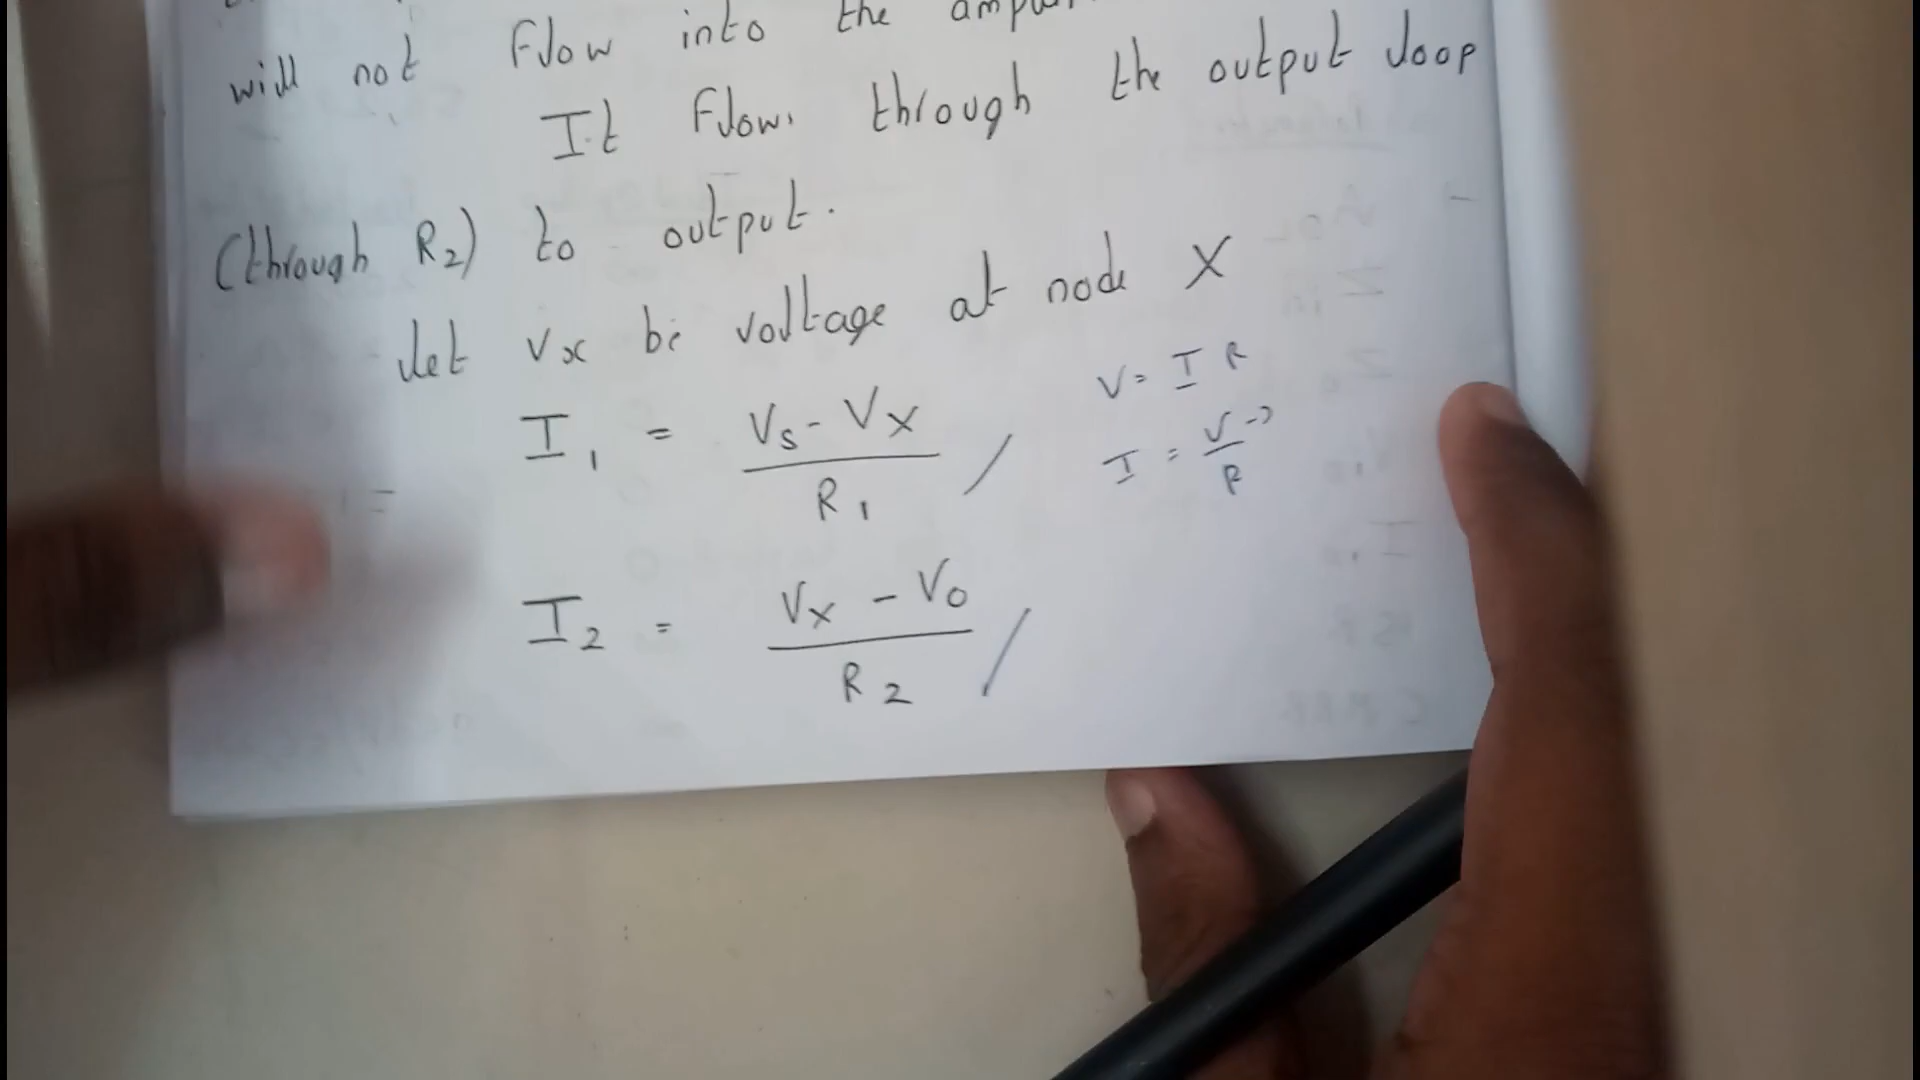 will not flow into the
It flows through the output loop
(through R2) to output.
let Vx be voltage at node X
V = I R
I1 = Vs - Vx / R1
I = V / R
I2 = Vx - Vo / R2